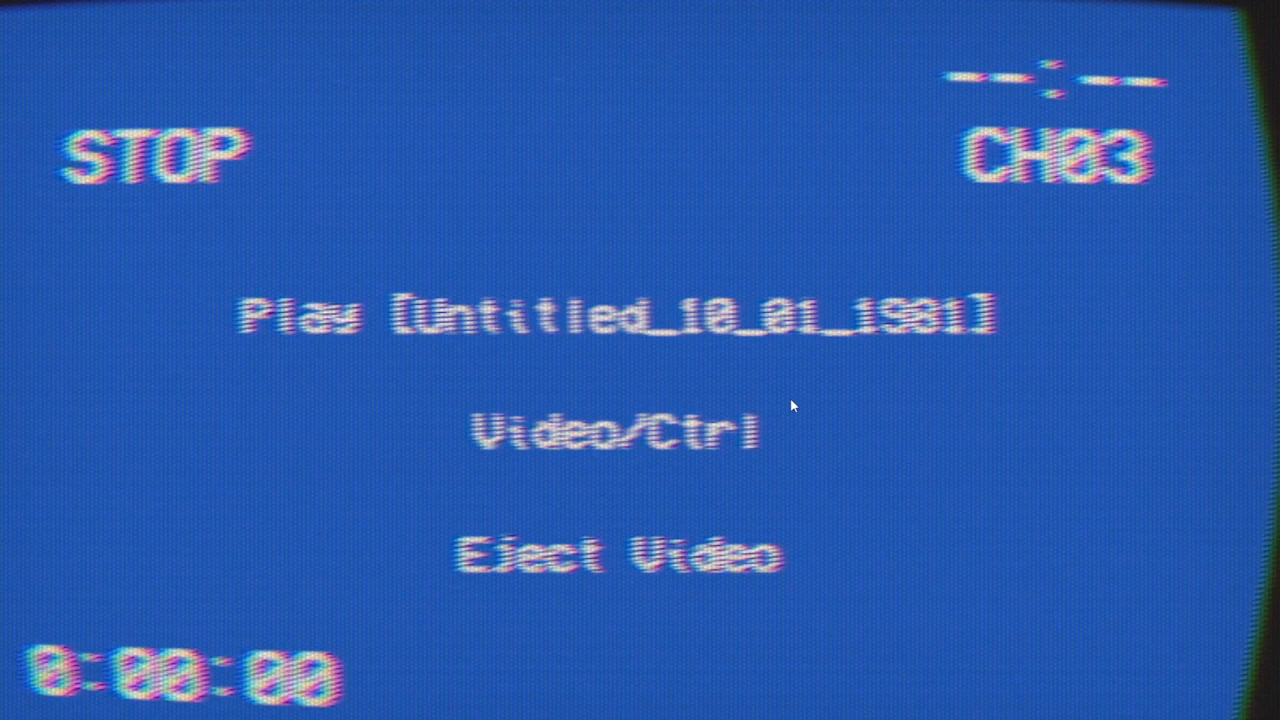 --:--
STOP CH03
Play [Untitled_10_01_1981]
Video/Ctrl
Eject Video
0:00:00